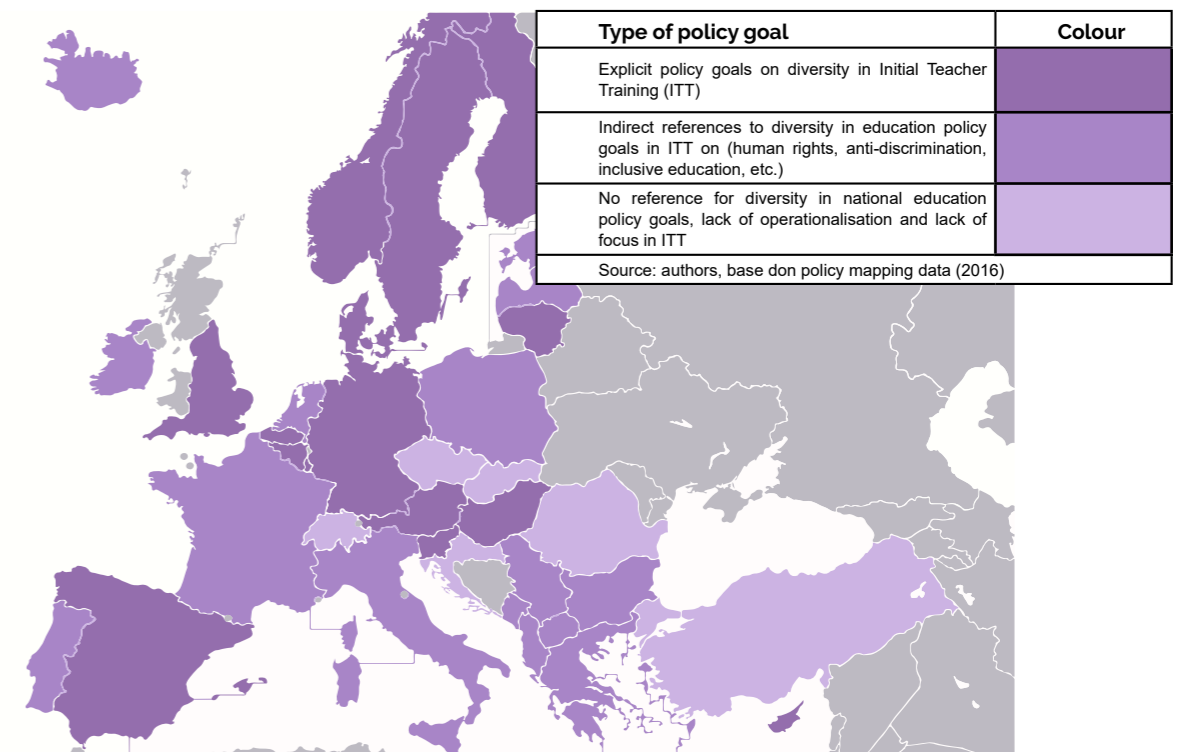 Type of policy goal Colour
Explicit policy goals on diversity in Initial Teacher
Training (ITT)
Indirect references to diversity in education policy
goals in ITT on (human rights, anti-discrimination,
inclusive education, etc.)
No reference for diversity in national education
policy goals, lack of operationalisation and lack of
focus in ITT
Source: authors, base don policy mapping data (2016)